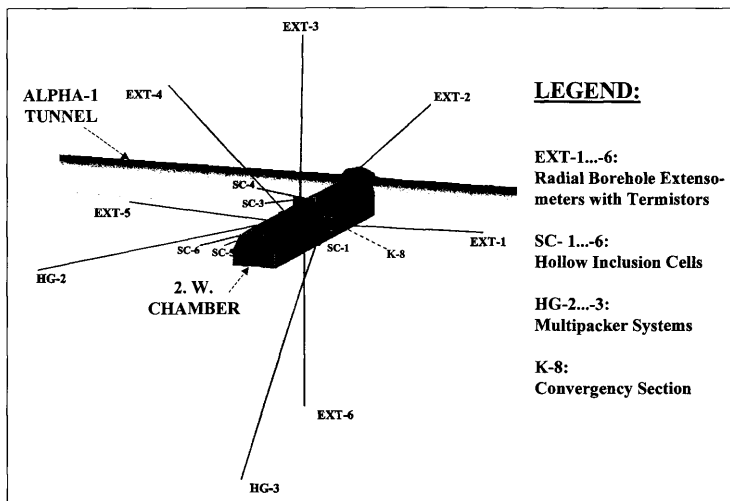 EXT-3
ALPHA-1
TUNNEL
EXT-4
EXT-2
SC-4
SC-3
EXT-5
SC-6
SC-5
SC-1
K-8
EXT-1
HG-2
2. W.
CHAMBER
EXT-6
HG-3
LEGEND:
EXT-1...-6:
Radial Borehole Extenso-
meters with Termistors
SC- 1...-6:
Hollow Inclusion Cells
HG-2...-3:
Multipacker Systems
K-8:
Convergency Section